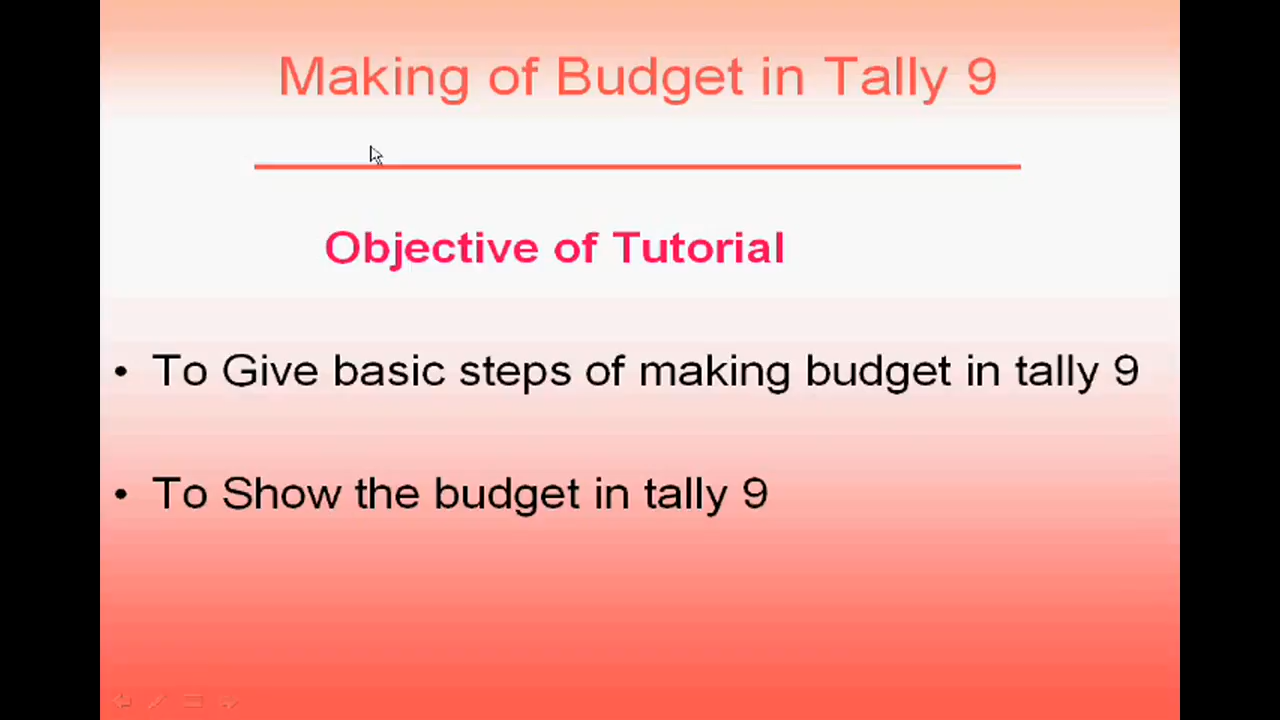 Making of Budget in Tally 9
Objective of Tutorial
• To Give basic steps of making budget in tally 9
• To Show the budget in tally 9